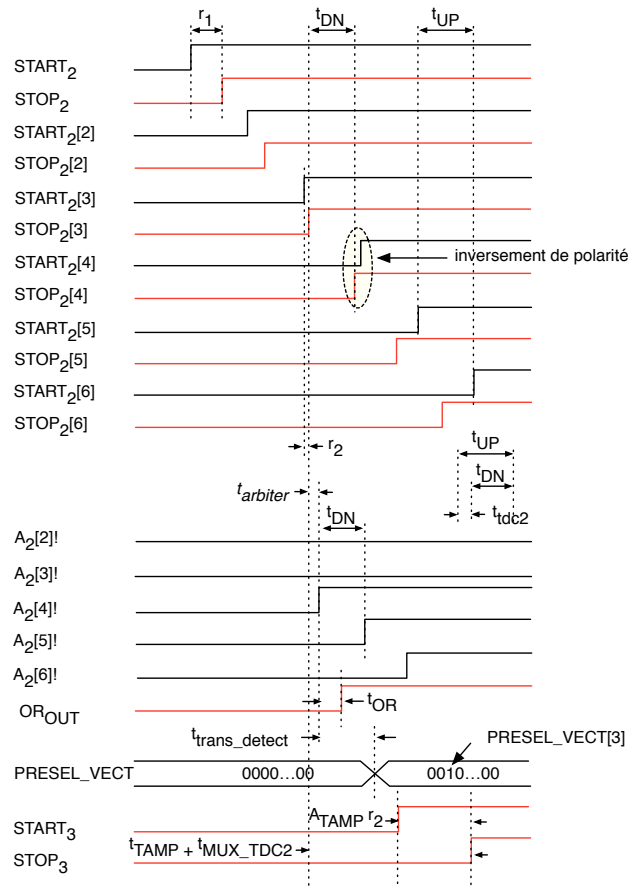 r1 tDN tUP
START2
STOP2
START2[2]
STOP2[2]
START2[3]
STOP2[3]
START2[4]
inversement de polarité
STOP2[4]
START2[5]
STOP2[5]
START2[6]
STOP2[6]
r2
tUP
tarbiter
tDN
tDN
ttdc2
A2[2]!
A2[3]!
A2[4]!
A2[5]!
A2[6]!
OROUT
tOR
ttrans_detect
PRESEL_VECT[3]
PRESEL_VECT 0000...00 0010...00
START3
ATAMP r2
STOP3
tTAMP + tMUX_TDC2